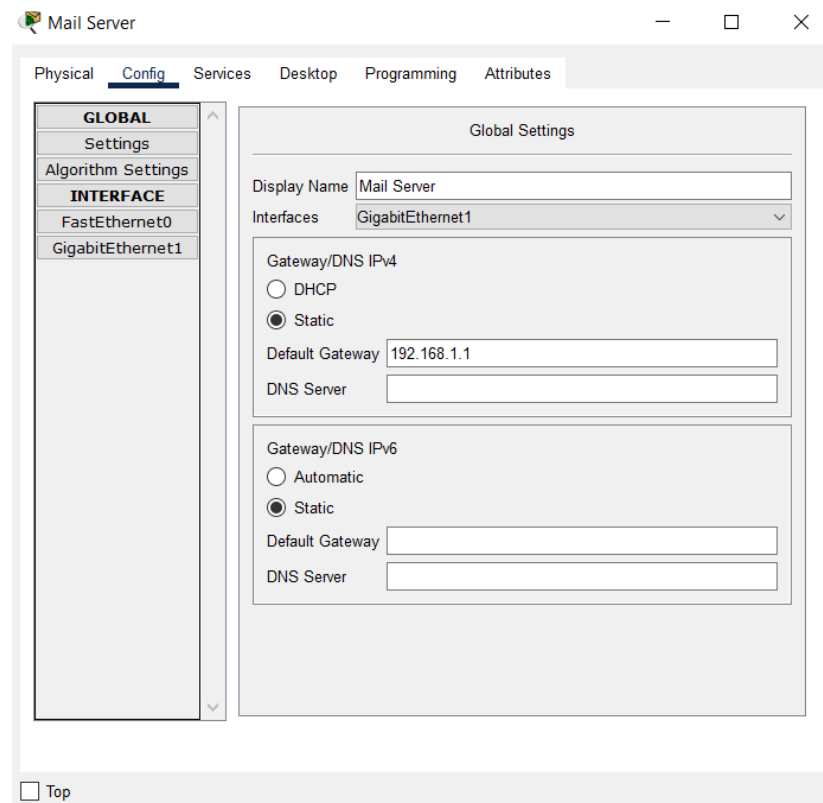 Mail Server
Physical Config Services Desktop Programming Attributes
GLOBAL
Settings
Algorithm Settings
INTERFACE
FastEthernet0
GigabitEthernet1
Global Settings
Display Name Mail Server
Interfaces GigabitEthernet1
Gateway/DNS IPv4
DHCP
Static
Default Gateway 192.168.1.1
DNS Server
Gateway/DNS IPv6
Automatic
Static
Default Gateway
DNS Server
Top